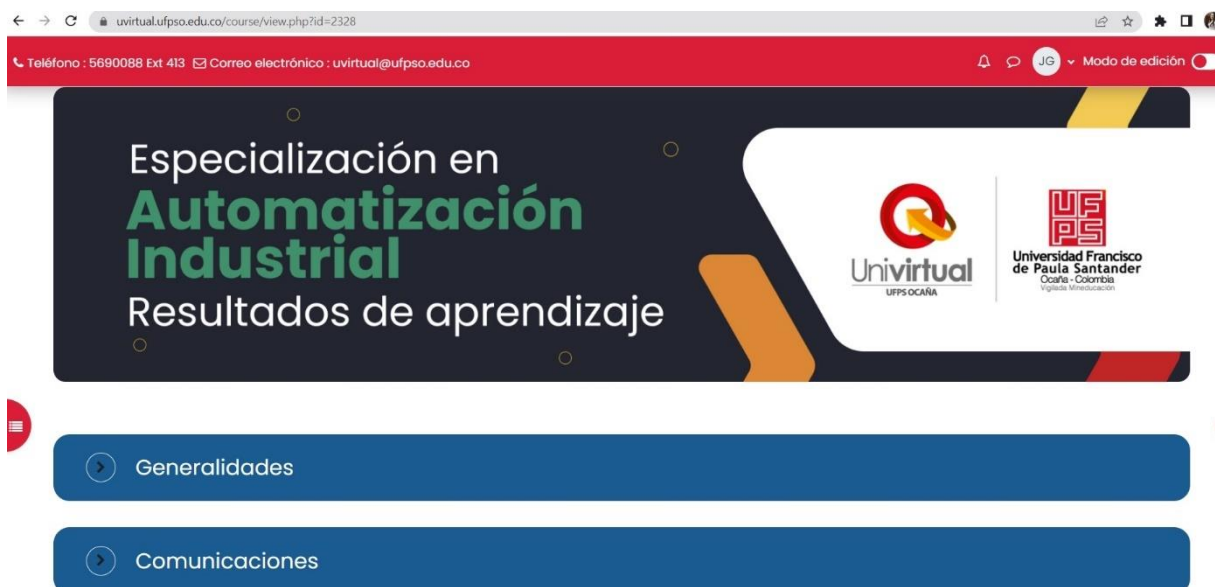 uvirtual.ufpso.edu.co/course/view.php?id=2328
Teléfono : 5690088 Ext 413 Correo electrónico : uvirtual@ufpso.edu.co
JG
Modo de edición
Especialización en
Automatización
Industrial
Resultados de aprendizaje
Univirtual
UFPS OCAÑA
UFPS
Universidad Francisco
de Paula Santander
Ocaña - Colombia
Vigilada Mineducación
Generalidades
Comunicaciones